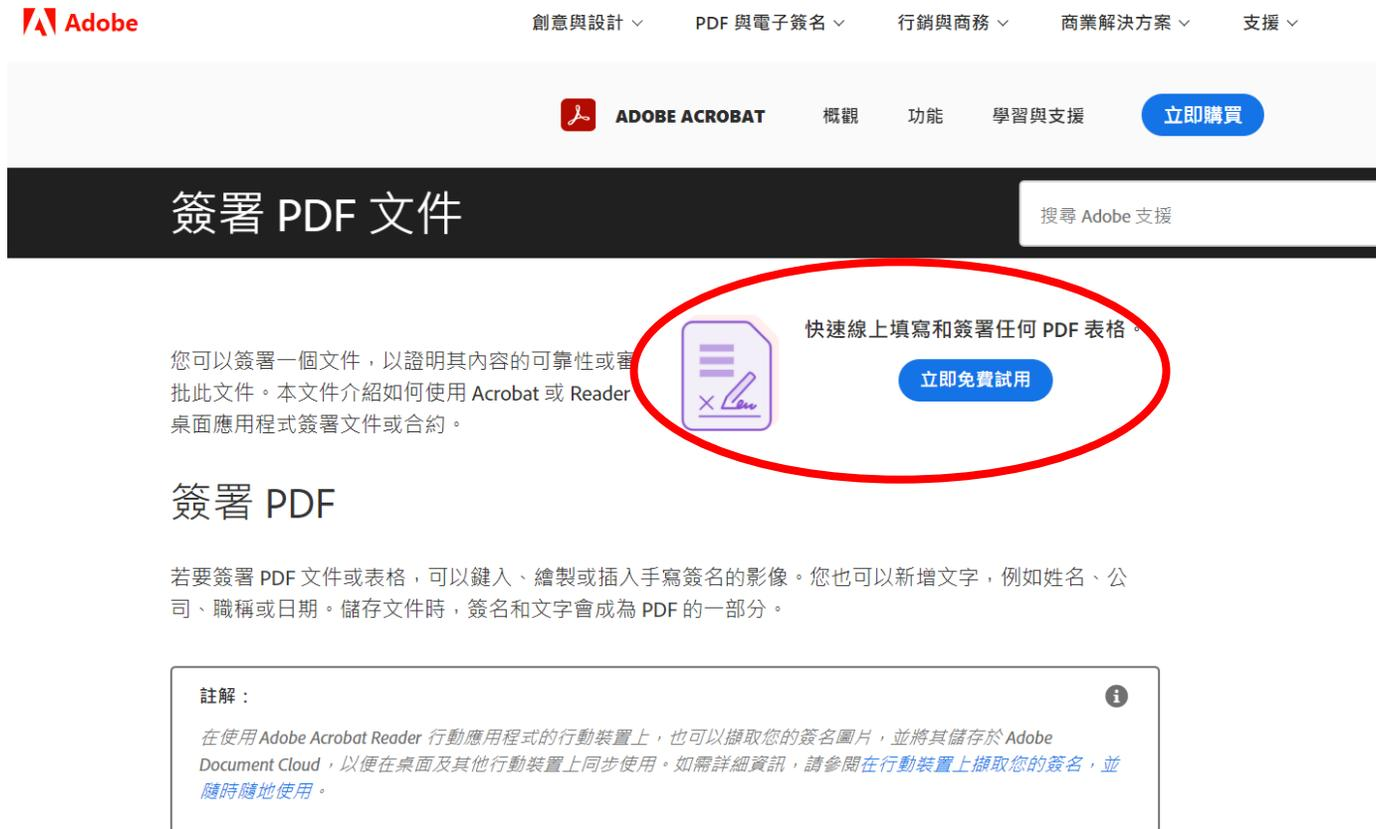 Adobe
創意與設計 PDF 與電子簽名 行銷與商務 商業解決方案 支援
ADOBE ACROBAT 概觀 功能 學習與支援 立即購買
簽署 PDF 文件
搜尋 Adobe 支援
快速線上填寫和簽署任何 PDF 表格。
立即免費試用
您可以簽署一個文件，以證明其內容的可靠性或審
批此文件。本文件介紹如何使用 Acrobat 或 Reader
桌面應用程式簽署文件或合約。
簽署 PDF
若要簽署 PDF 文件或表格，可以鍵入、繪製或插入手寫簽名的影像。您也可以新增文字，例如姓名、公
司、職稱或日期。儲存文件時，簽名和文字會成為 PDF 的一部分。
註解：
在使用 Adobe Acrobat Reader 行動應用程式的行動裝置上，也可以擷取您的簽名圖片，並將其儲存於 Adobe
Document Cloud，以便在桌面及其他行動裝置上同步使用。如需詳細資訊，請參閱在行動裝置上擷取您的簽名，並
隨時隨地使用。